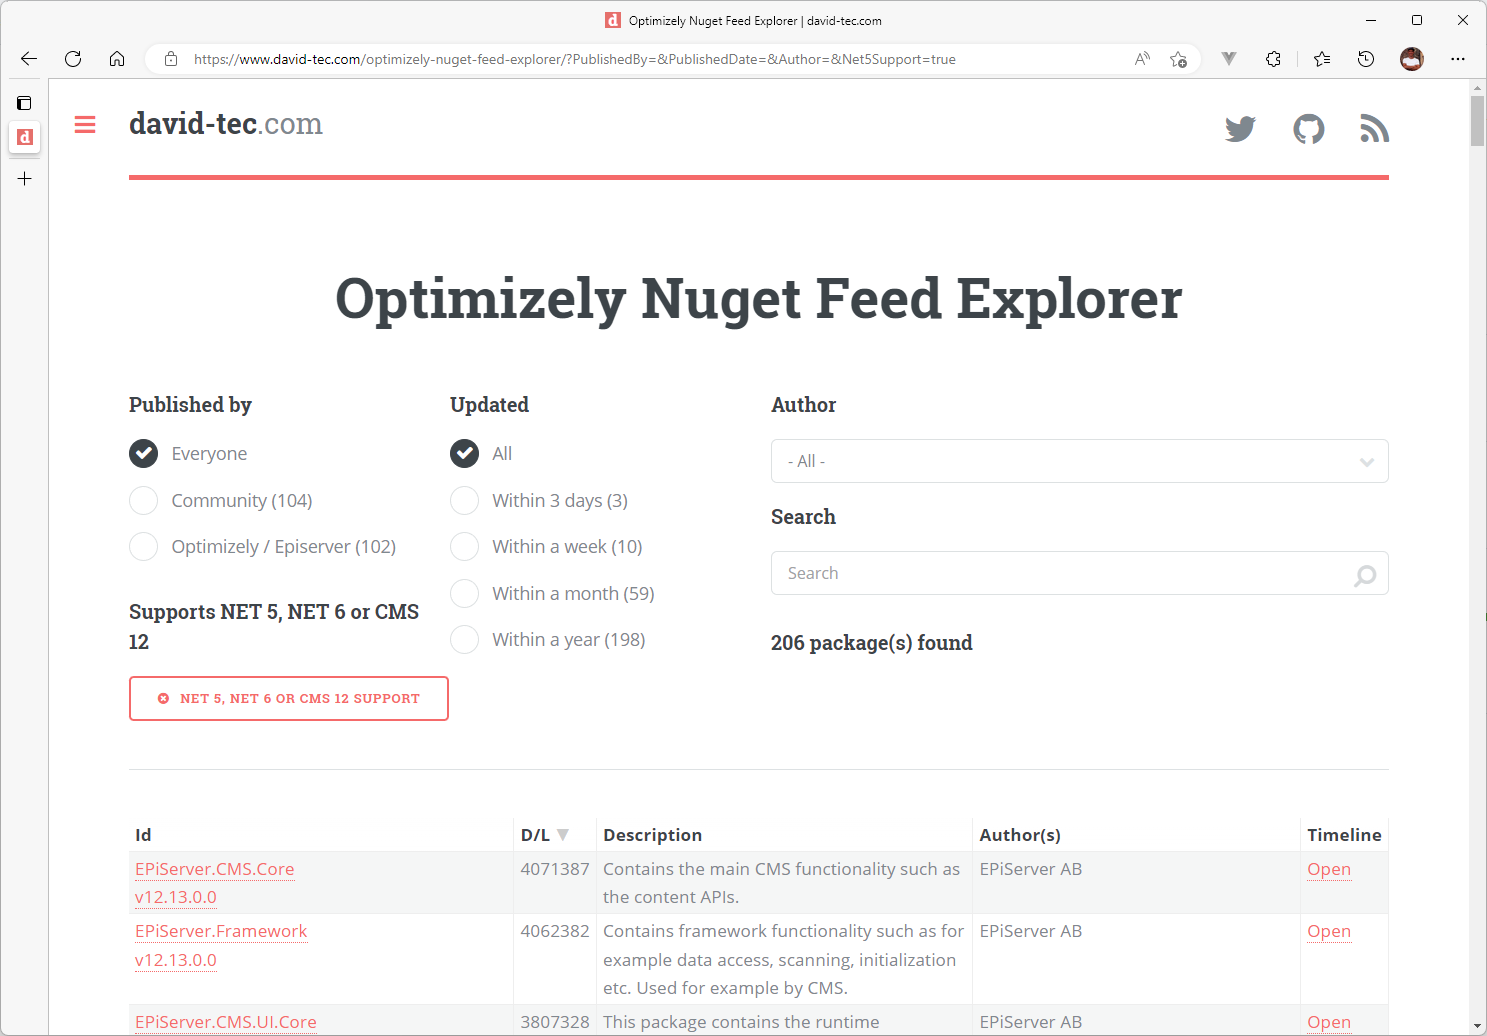 Optimizely Nuget Feed Explorer | david-tec.com
https://www.david-tec.com/optimizely-nuget-feed-explorer/?PublishedBy=&PublishedDate=&Author=&Net5Support=true
david-tec.com
Optimizely Nuget Feed Explorer
Published by
Everyone
Community (104)
Optimizely / Episerver (102)
Supports NET 5, NET 6 or CMS
12
NET 5, NET 6 OR CMS 12 SUPPORT
Updated
All
Within 3 days (3)
Within a week (10)
Within a month (59)
Within a year (198)
Author
- All -
Search
Search
206 package(s) found
Id D/L ▼ Description Author(s) Timeline
EPiServer.CMS.Core 4071387 Contains the main CMS functionality such as EPiServer AB Open
v12.13.0.0 the content APIs.
EPiServer.Framework 4062382 Contains framework functionality such as for EPiServer AB Open
v12.13.0.0 example data access, scanning, initialization
etc. Used for example by CMS.
EPiServer.CMS.UI.Core 3807328 This package contains the runtime EPiServer AB Open